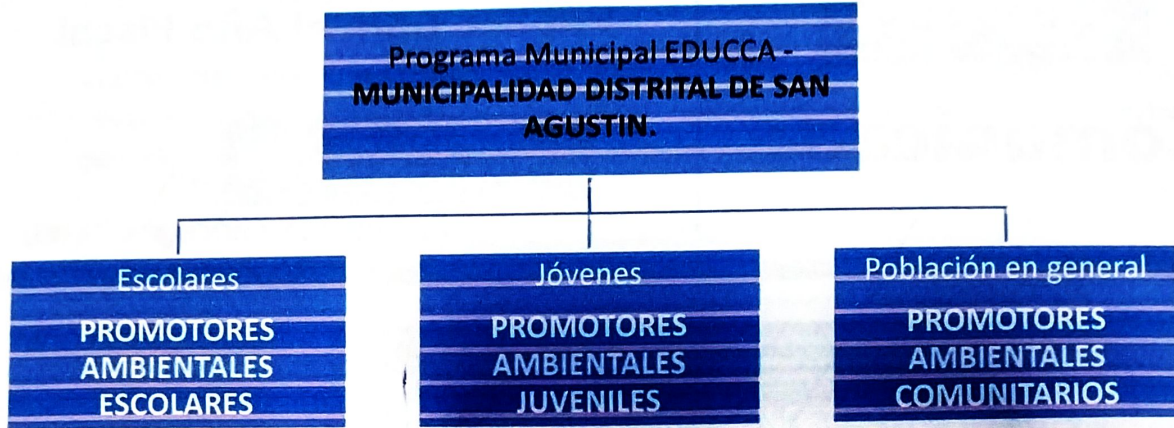 Programa Municipal EDUCCA -
MUNICIPALIDAD DISTRITAL DE SAN
AGUSTIN.
Escolares
PROMOTORES
AMBIENTALES
ESCOLARES
Jóvenes
PROMOTORES
AMBIENTALES
JUVENILES
Población en general
PROMOTORES
AMBIENTALES
COMUNITARIOS